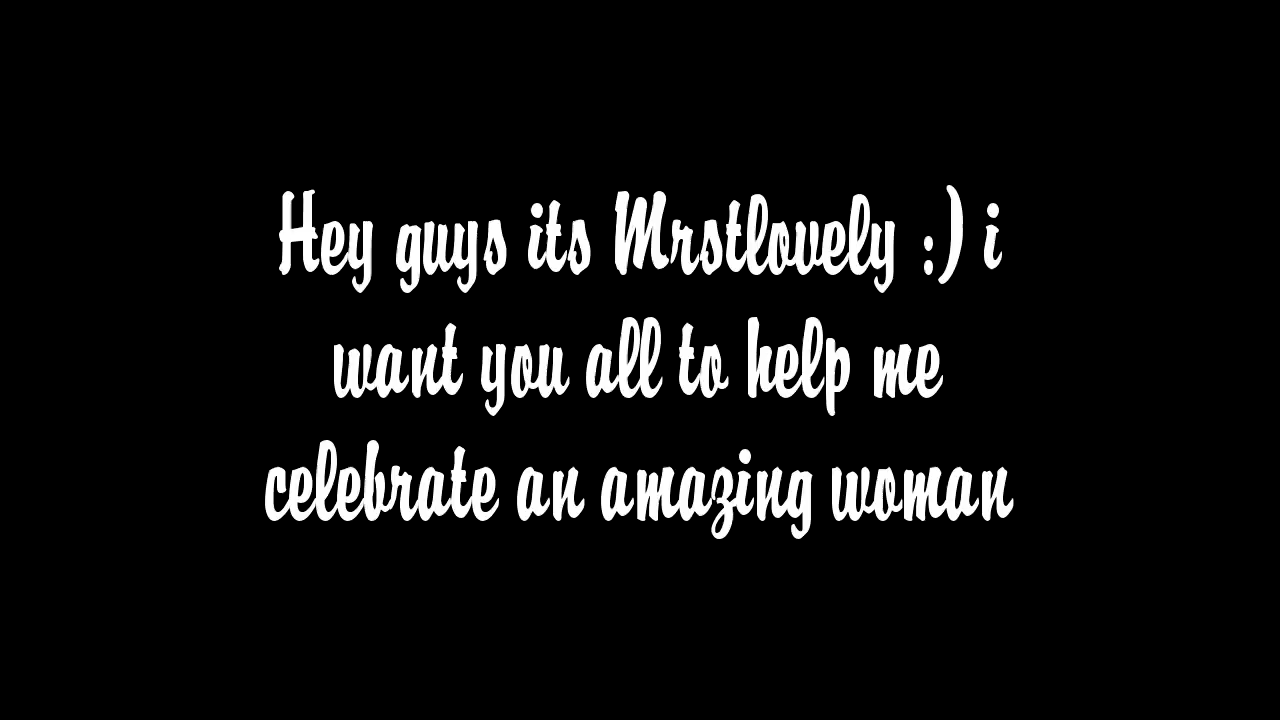 Hey guys its Mrstlovely :) i
want you all to help me
celebrate an amazing woman